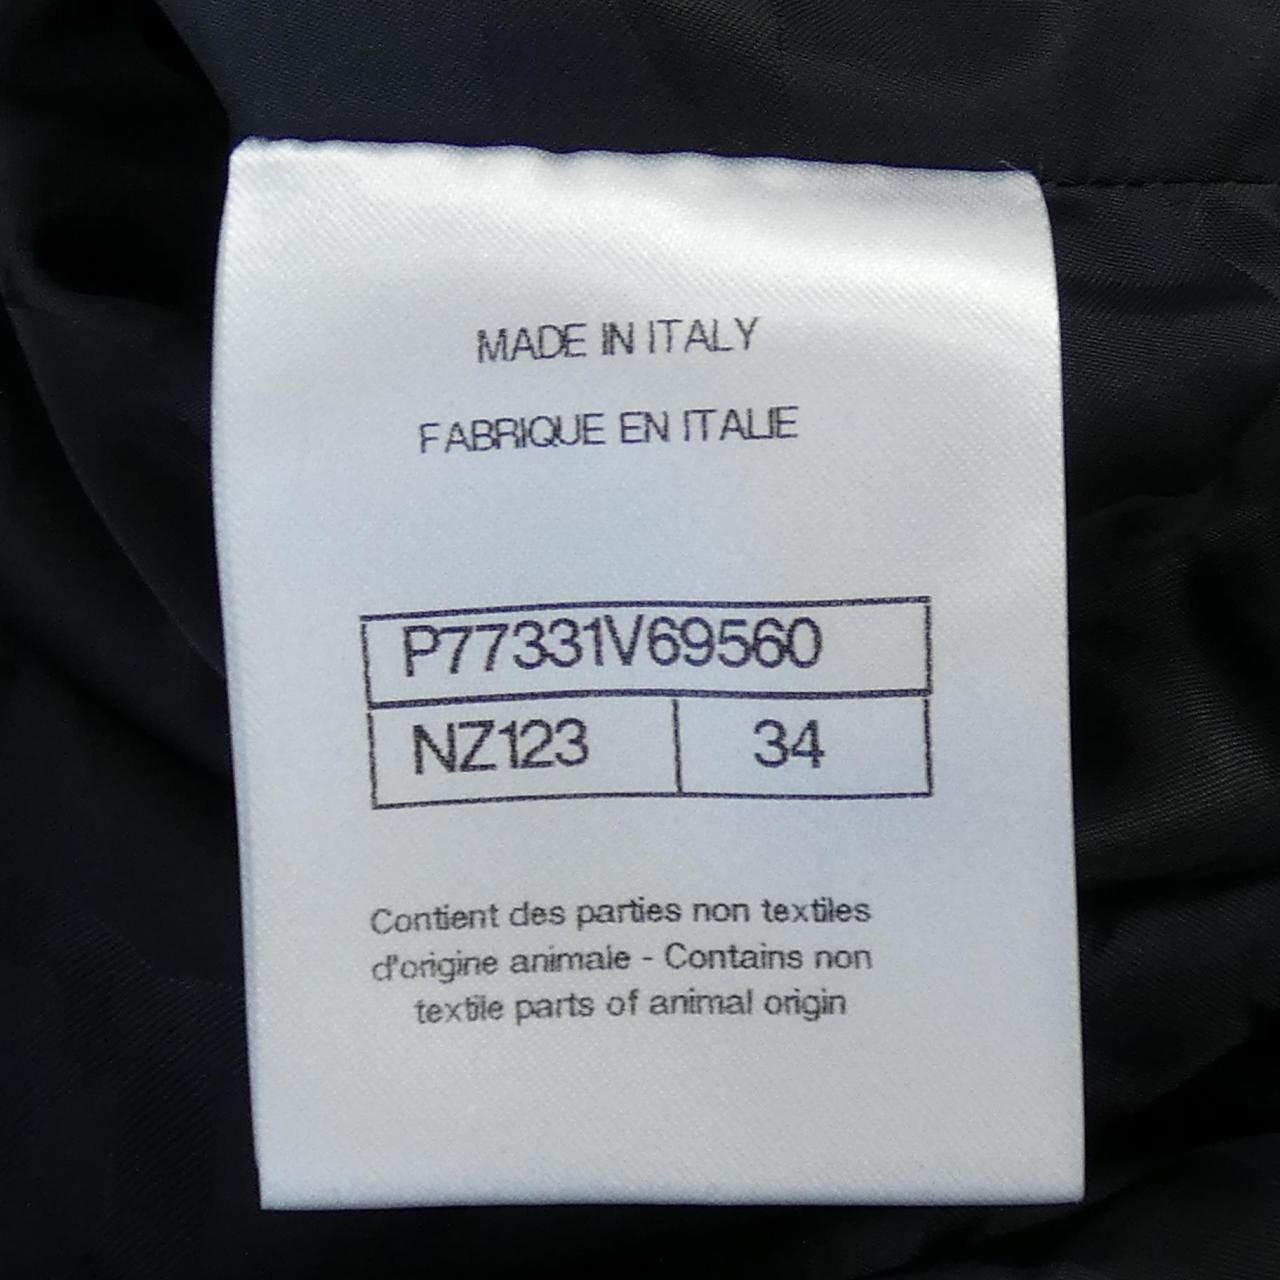 MADE IN ITALY
FABRIQUE EN ITALIE
P77331V69560
NZ123 34
Contient des parties non textiles
d'origine animale - Contains non
textile parts of animal origin